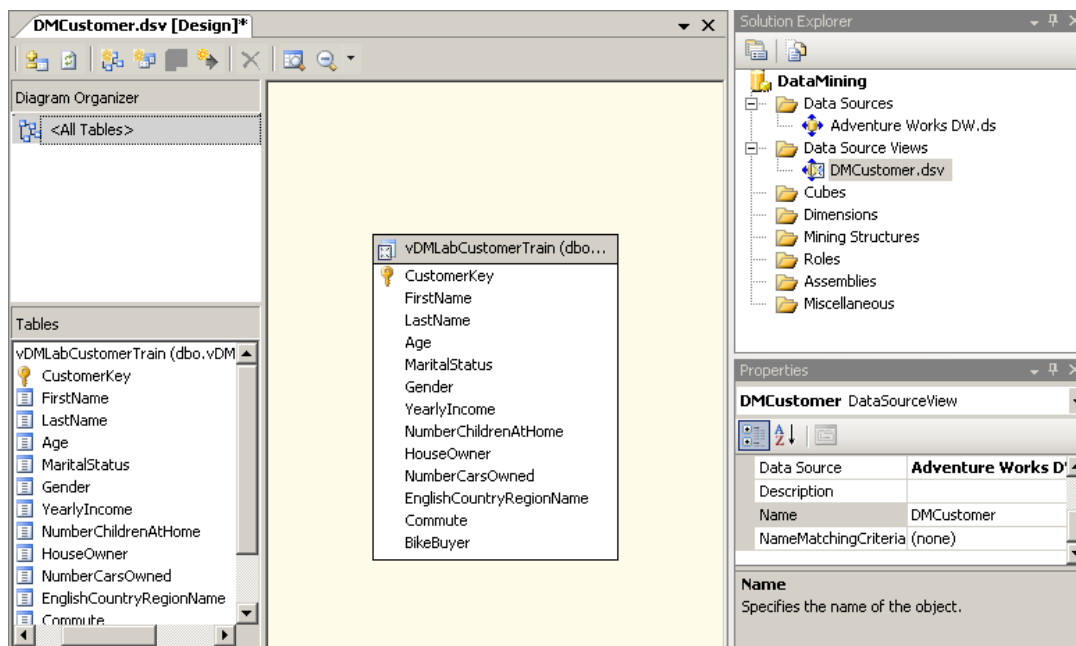 DMCustomer.dsv [Design]*
Diagram Organizer
<All Tables>
Tables
vDMLabCustomerTrain (dbo.vDM
CustomerKey
FirstName
LastName
Age
MaritalStatus
Gender
YearlyIncome
NumberChildrenAtHome
HouseOwner
NumberCarsOwned
EnglishCountryRegionName
Commute
vDMLabCustomerTrain (dbo...
CustomerKey
FirstName
LastName
Age
MaritalStatus
Gender
YearlyIncome
NumberChildrenAtHome
HouseOwner
NumberCarsOwned
EnglishCountryRegionName
Commute
BikeBuyer
Solution Explorer
DataMining
Data Sources
Adventure Works DW.ds
Data Source Views
DMCustomer.dsv
Cubes
Dimensions
Mining Structures
Roles
Assemblies
Miscellaneous
Properties
DMCustomer DataSourceView
Data Source Adventure Works D
Description
Name DMCustomer
NameMatchingCriteria (none)
Name
Specifies the name of the object.